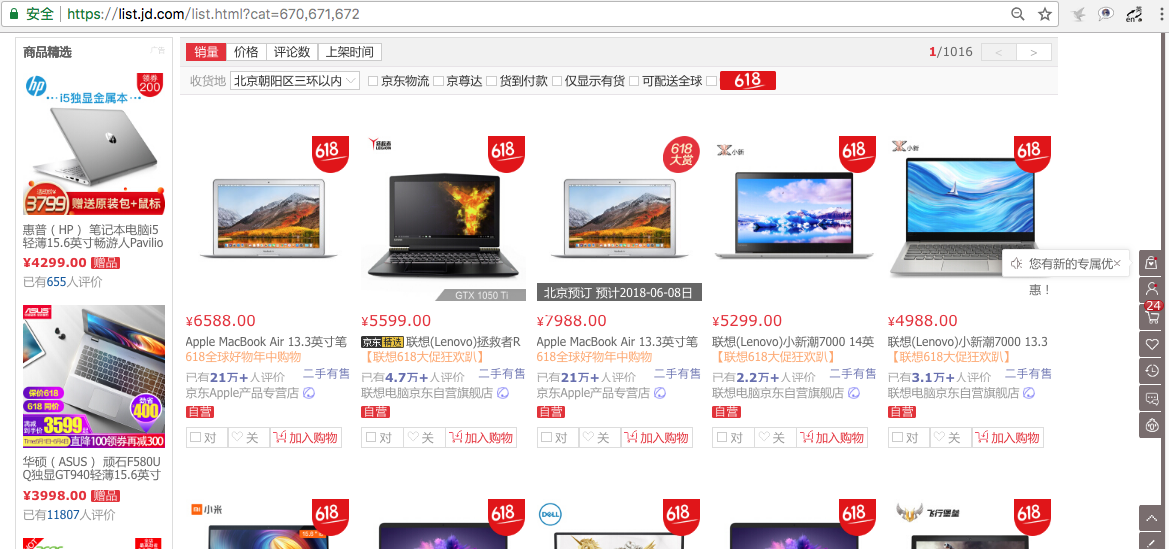 安全 https://list.jd.com/list.html?cat=670,671,672
商品精选
广告
销量 价格 评论数 上架时间
1/1016 < >
收货地 北京朝阳区三环以内 京东物流 京尊达 货到付款 仅显示有货 可配送全球 618
hp
领券
200
i5独显金属本
3799 赠送原装包+鼠标
惠普（HP） 笔记本电脑i5
轻薄15.6英寸畅游人Pavilio
¥4299.00 赠品
已有655人评价
ASUS
保价618
618 同价
劲省
400
3599
直降100领券再减300
华硕（ASUS） 顽石F580U
Q独显GT940轻薄15.6英寸
¥3998.00 赠品
已有11807人评价
618
¥6588.00
Apple MacBook Air 13.3英寸笔
618全球好物年中购物
已有21万+人评价 二手有售
京东Apple产品专营店
自营
对 关 加入购物
拯救者
LEGION
618
GTX 1050 Ti
¥5599.00
京东精选 联想(Lenovo)拯救者R
【联想618大促狂欢趴】
已有4.7万+人评价 二手有售
联想电脑京东自营旗舰店
自营
对 关 加入购物
618
大赏
北京预订 预计2018-06-08日
¥7988.00
Apple MacBook Air 13.3英寸笔
618全球好物年中购物
已有21万+人评价 二手有售
京东Apple产品专营店
自营
对 关 加入购物
小新
618
¥5299.00
联想(Lenovo)小新潮7000 14英
【联想618大促狂欢趴】
已有2.2万+人评价 二手有售
联想电脑京东自营旗舰店
自营
对 关 加入购物
小新
618
¥4988.00
联想(Lenovo)小新潮7000 13.3
【联想618大促狂欢趴】
已有3.1万+人评价 二手有售
联想电脑京东自营旗舰店
自营
对 关 加入购物
您有新的专属优×
惠！
24
小米
618
618
DELL
618
618
飞行堡垒
618